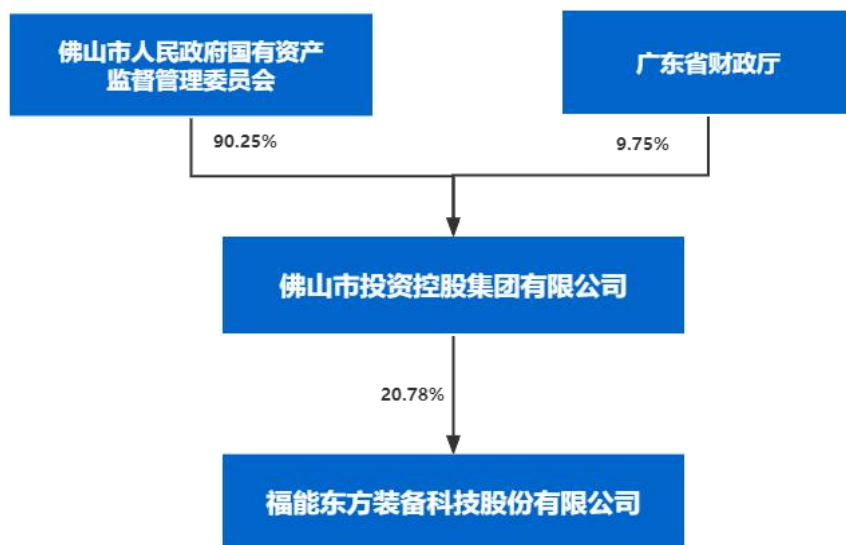 佛山市人民政府国有资产
监督管理委员会
广东省财政厅
90.25%
9.75%
佛山市投资控股集团有限公司
20.78%
福能东方装备科技股份有限公司